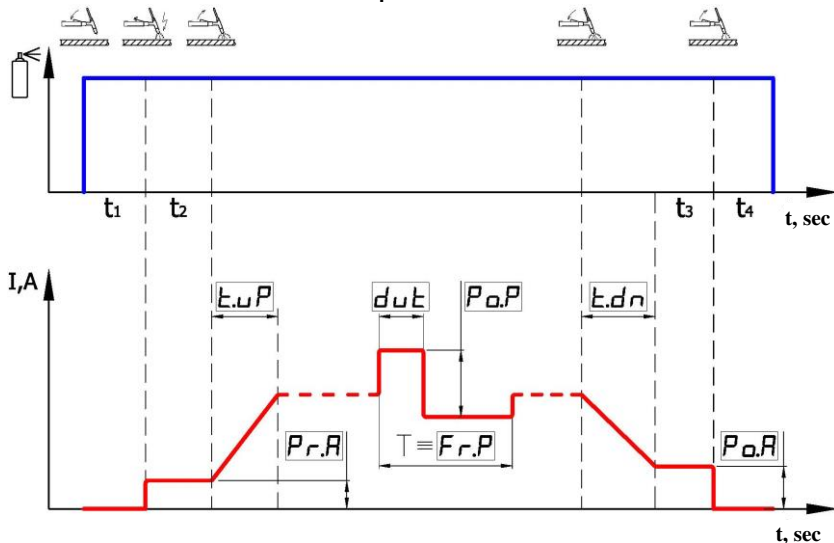 t1 t2 t3 t4 t, sec
I,A
t.uP dut Po.P t.dn
Pr.A T ≡ Fr.P Po.A
t, sec